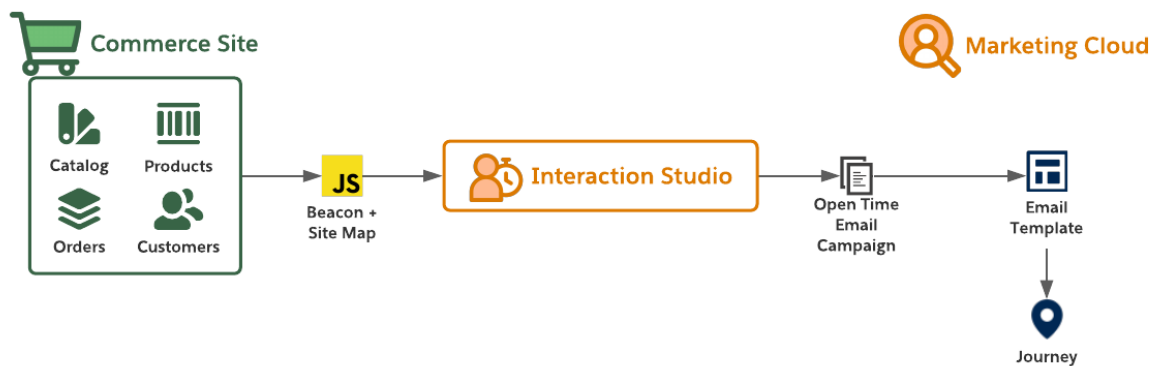 Commerce Site
Marketing Cloud
Catalog
Products
Orders
Customers
JS
Beacon +
Site Map
Interaction Studio
Open Time
Email
Campaign
Email
Template
Journey